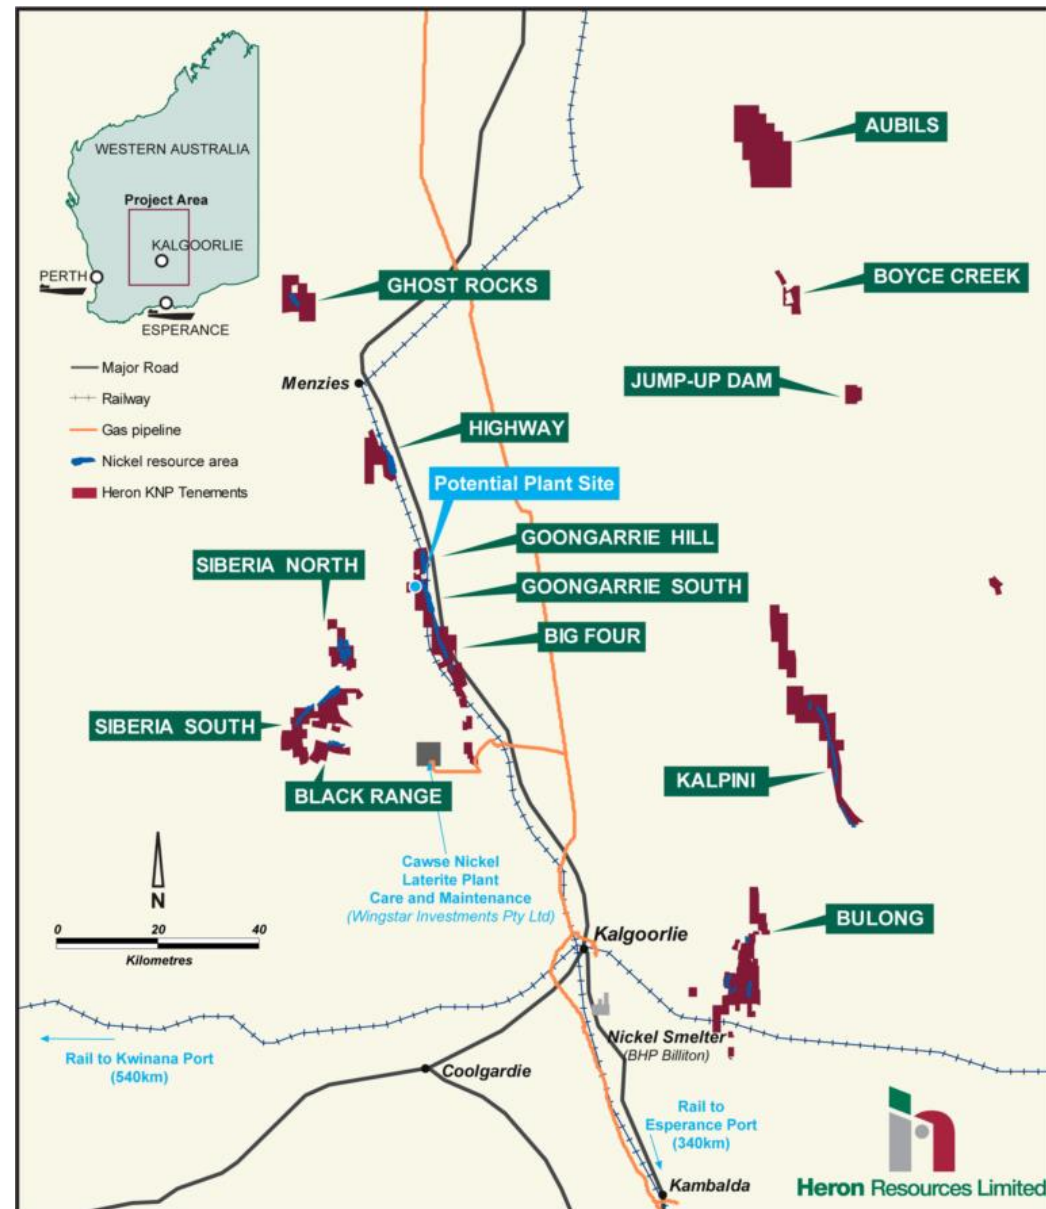 WESTERN AUSTRALIA
Project Area
KALGOORLIE
PERTH
ESPERANCE
Major Road
Railway
Gas pipeline
Nickel resource area
Heron KNP Tenements
AUBILS
GHOST ROCKS
BOYCE CREEK
Menzies
JUMP-UP DAM
HIGHWAY
Potential Plant Site
GOONGARRIE HILL
SIBERIA NORTH
GOONGARRIE SOUTH
BIG FOUR
SIBERIA SOUTH
KALPINI
BLACK RANGE
Cawse Nickel
Laterite Plant
Care and Maintenance
(Wingstar Investments Pty Ltd)
N
0 20 40
Kilometres
BULONG
Kalgoorlie
Nickel Smelter
(BHP Billiton)
Rail to Kwinana Port
(540km)
Coolgardie
Rail to
Esperance Port
(340km)
Kambalda
Heron Resources Limited